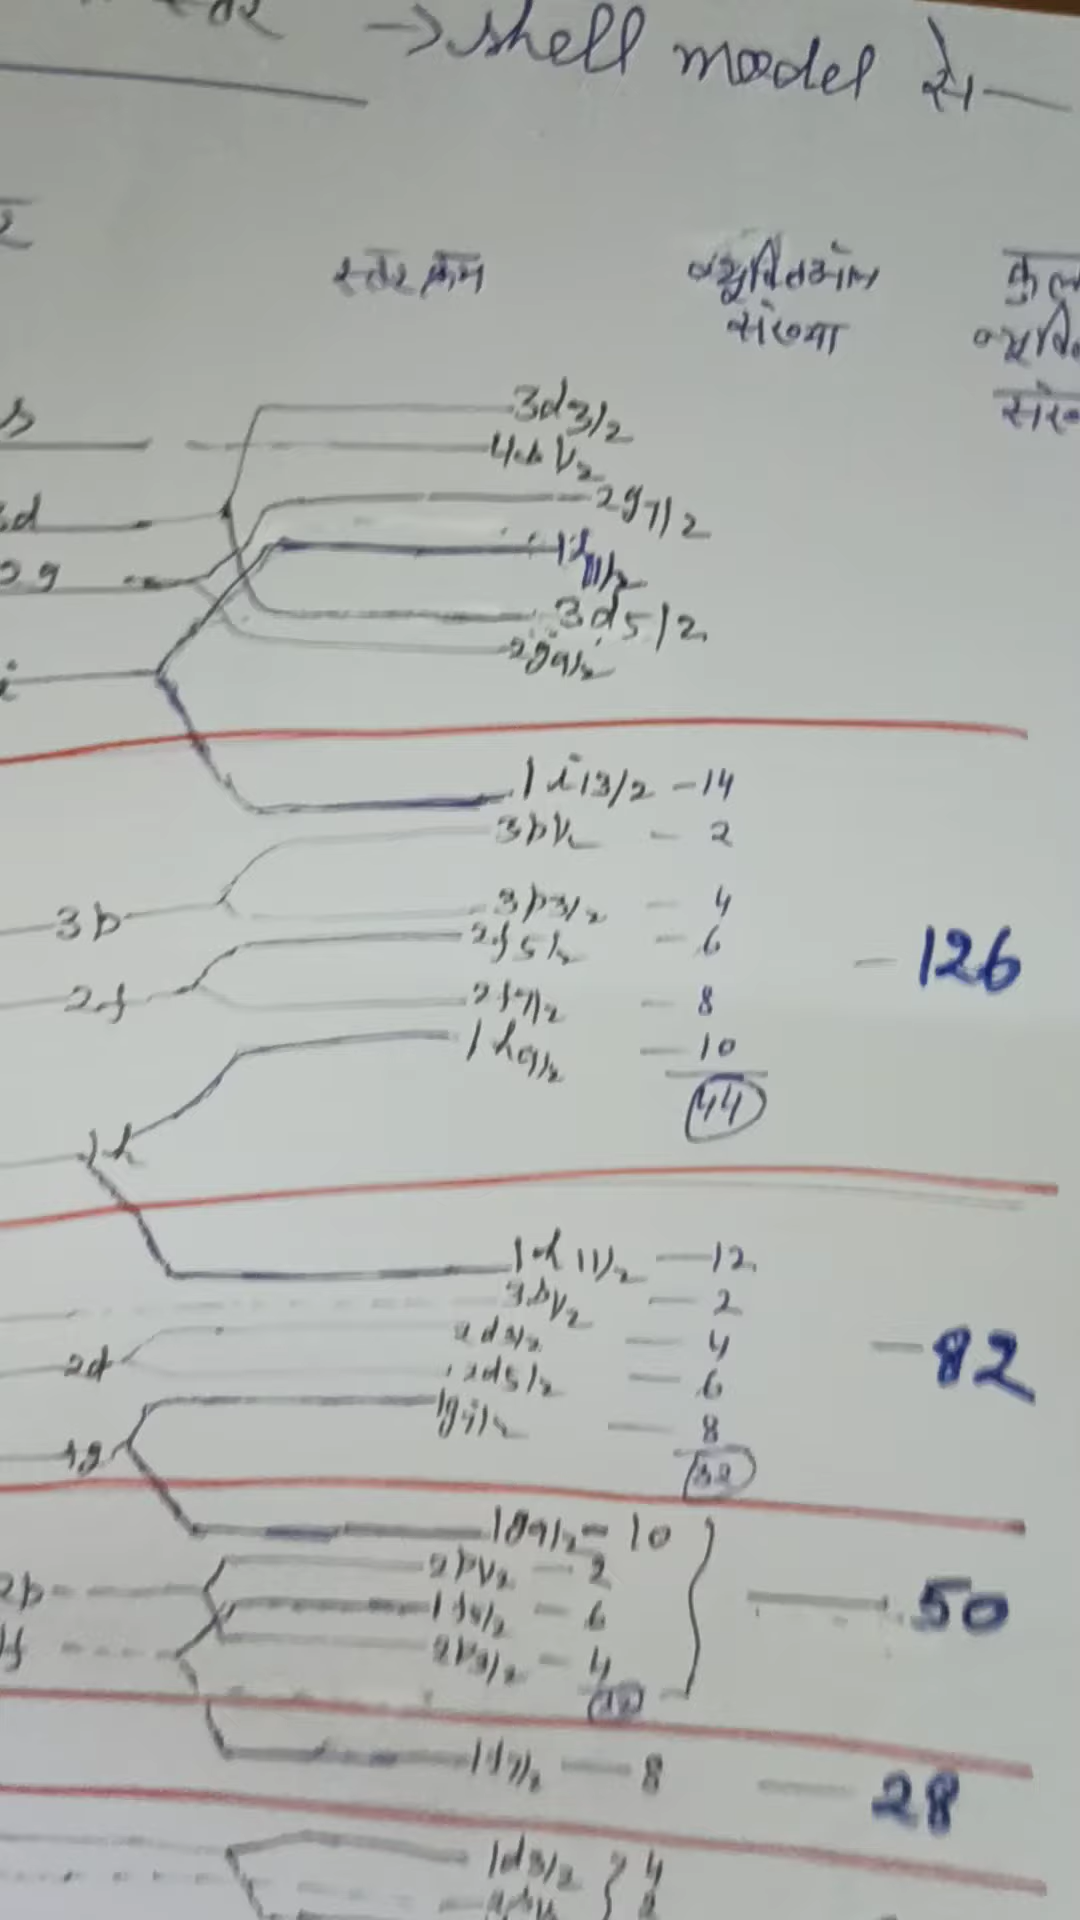 → shell model से—
स्तर क्रम
न्यूक्लिऑन
संख्या
कुल
3d3/2
4s1/2
3d
2g7/2
2g
1i11/2
3d5/2
2g9/2
i
1i13/2 - 14
3p1/2 - 2
3p
3p3/2 - 4
2f5/2 - 6
- 126
2f
2f7/2 - 8
1h9/2 - 10
44
1h
1h11/2 - 12
3s1/2 - 2
2d3/2 - 4
- 82
2d
2d5/2 - 6
1g7/2 - 8
1g
32
1g9/2 - 10
2p1/2 - 2
2p
1f5/2 - 6
- 50
1f
2p3/2 - 4
22
1f7/2 - 8
- 28
1d3/2 } 4